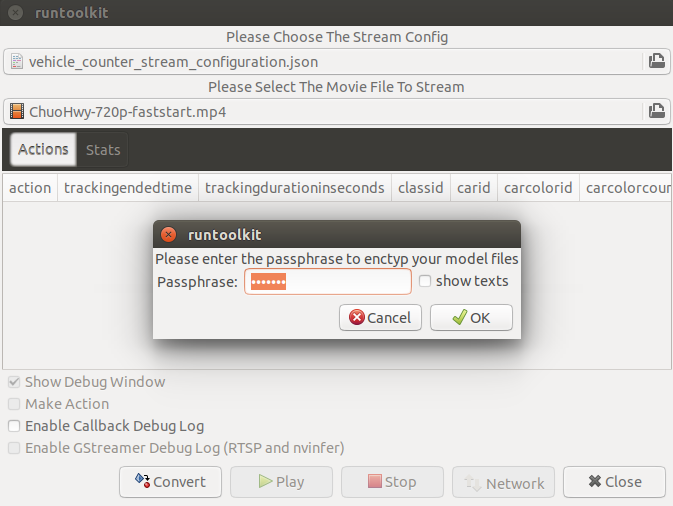 runtoolkit
Please Choose The Stream Config
vehicle_counter_stream_configuration.json
Please Select The Movie File To Stream
ChuoHwy-720p-faststart.mp4
Actions Stats
action trackingendedtime trackingdurationinseconds classid carid carcolorid carcolorcour
runtoolkit
Please enter the passphrase to enctyp your model files
Passphrase: ••••••• show texts
Cancel OK
Show Debug Window
Make Action
Enable Callback Debug Log
Enable GStreamer Debug Log (RTSP and nvinfer)
Convert Play Stop Network Close